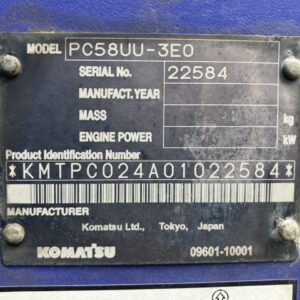 MODEL PC58UU-3E0
SERIAL No. 22584
MANUFACT.YEAR
MASS kg
ENGINE POWER kW
Product Identification Number
*KMTPC024A01022584*
Komatsu Ltd., Tokyo, Japan
KOMATSU 09601-10001